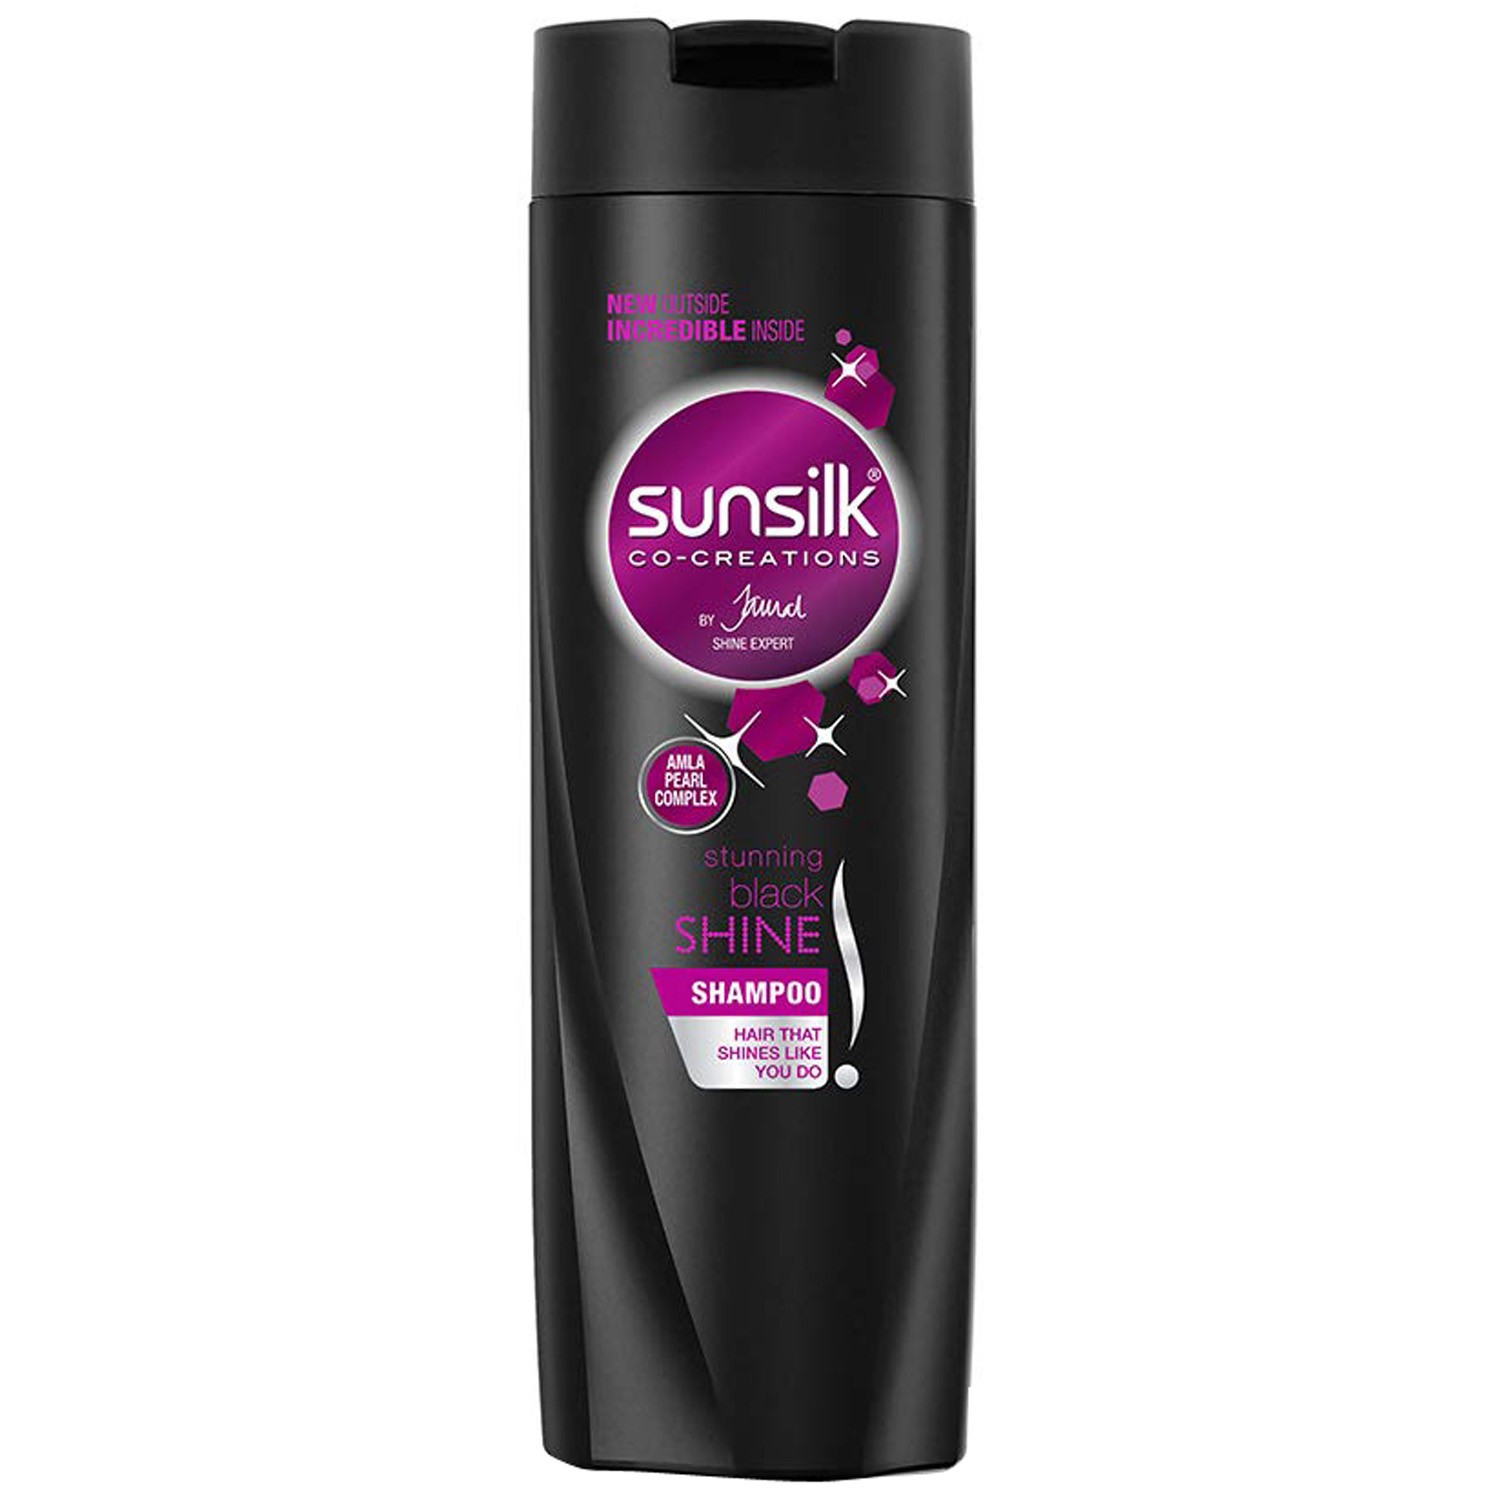 NEW OUTSIDE
INCREDIBLE INSIDE
sunsilk®
CO-CREATIONS
BY Jamal
SHINE EXPERT
AMLA
PEARL
COMPLEX
stunning
black
SHINE
SHAMPOO
HAIR THAT
SHINES LIKE
YOU DO